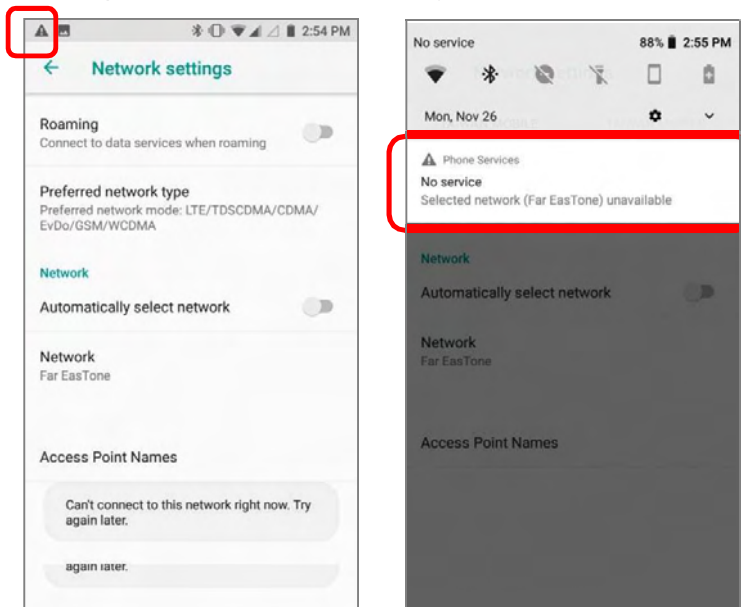 2:54 PM
Network settings
Roaming
Connect to data services when roaming
Preferred network type
Preferred network mode: LTE/TDSCDMA/CDMA/
EvDo/GSM/WCDMA
Network
Automatically select network
Network
Far EasTone
Access Point Names
Can't connect to this network right now. Try
again later.
again later.
No service
88% 2:55 PM
Mon, Nov 26
Phone Services
No service
Selected network (Far EasTone) unavailable
Network
Automatically select network
Network
Far EasTone
Access Point Names